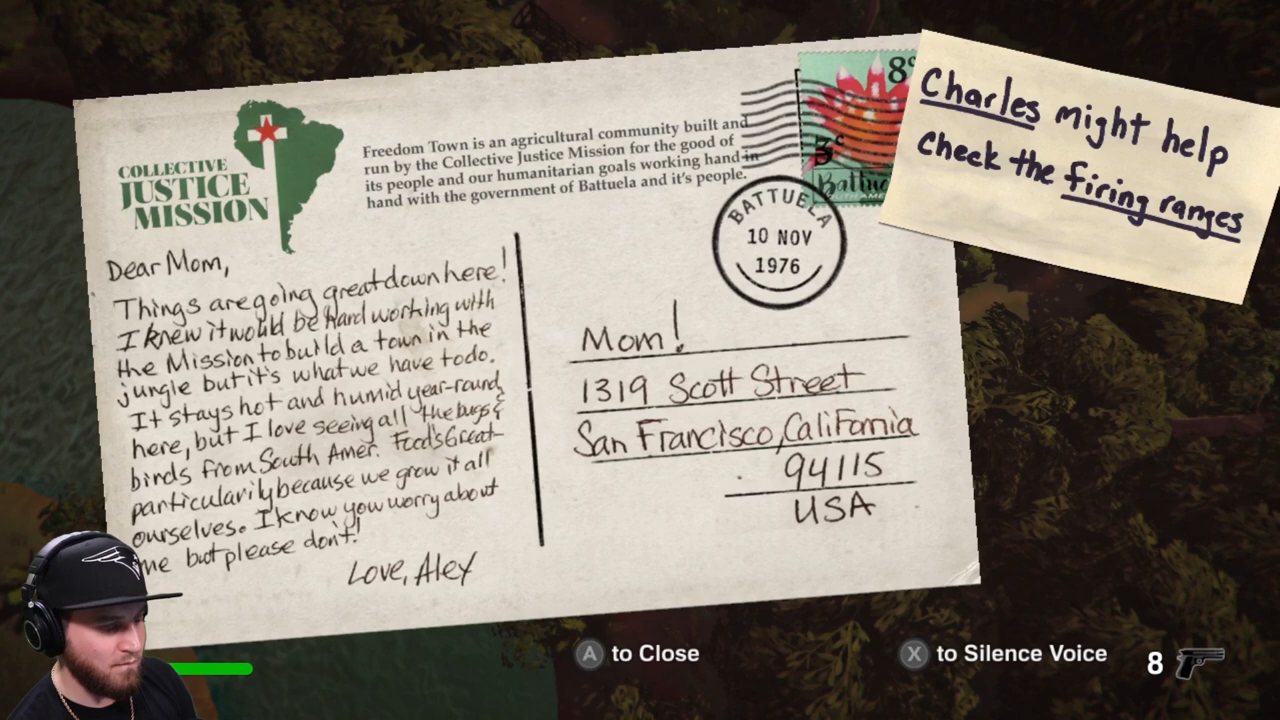 COLLECTIVE
JUSTICE
MISSION
Freedom Town is an agricultural community built and
run by the Collective Justice Mission for the good of
its people and our humanitarian goals working hand in
hand with the government of Battuela and it's people.
8c
3c
BATTUELA
10 NOV
1976
Charles might help
Check the firing ranges
Dear Mom,
Things are going great down here!
I knew it would be hard working with
the Mission to build a town in the
jungle but it's what we have to do.
It stays hot and humid year-round
here, but I love seeing all the bugs &
birds from South Amer. Food's Great
particularily because we grow it all
ourselves. I know you worry about
me but please don't!
Love, Alex
Mom!
1319 Scott Street
San Francisco, California
94115
USA
A to Close
X to Silence Voice
8